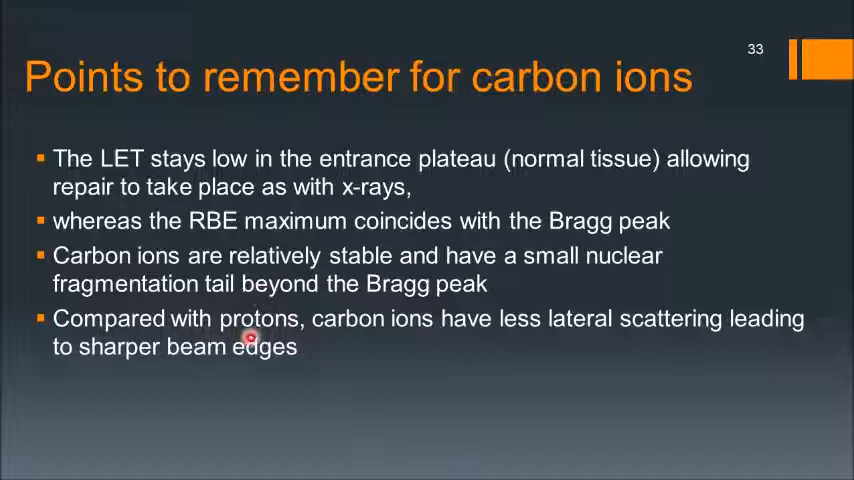 33
Points to remember for carbon ions
The LET stays low in the entrance plateau (normal tissue) allowing
repair to take place as with x-rays,
whereas the RBE maximum coincides with the Bragg peak
Carbon ions are relatively stable and have a small nuclear
fragmentation tail beyond the Bragg peak
Compared with protons, carbon ions have less lateral scattering leading
to sharper beam edges